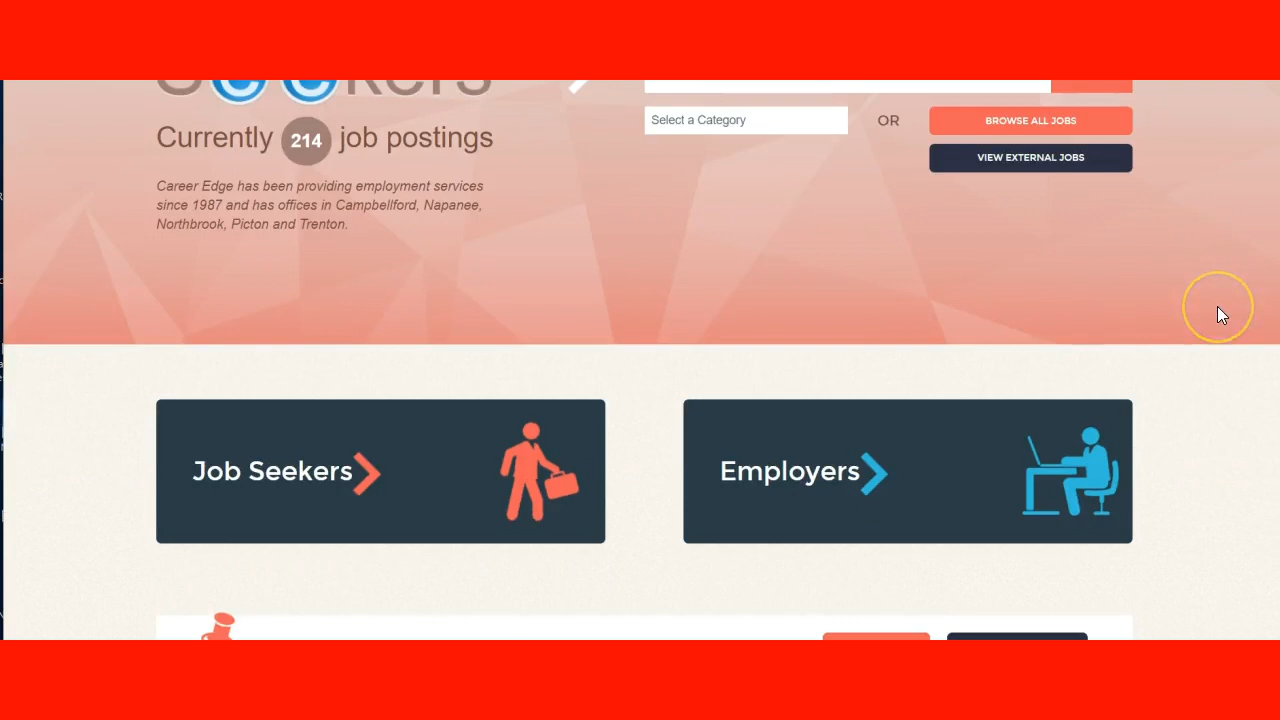 Seekers
Currently 214 job postings
Career Edge has been providing employment services
since 1987 and has offices in Campbellford, Napanee,
Northbrook, Picton and Trenton.
Select a Category
OR
BROWSE ALL JOBS
VIEW EXTERNAL JOBS
Job Seekers
Employers